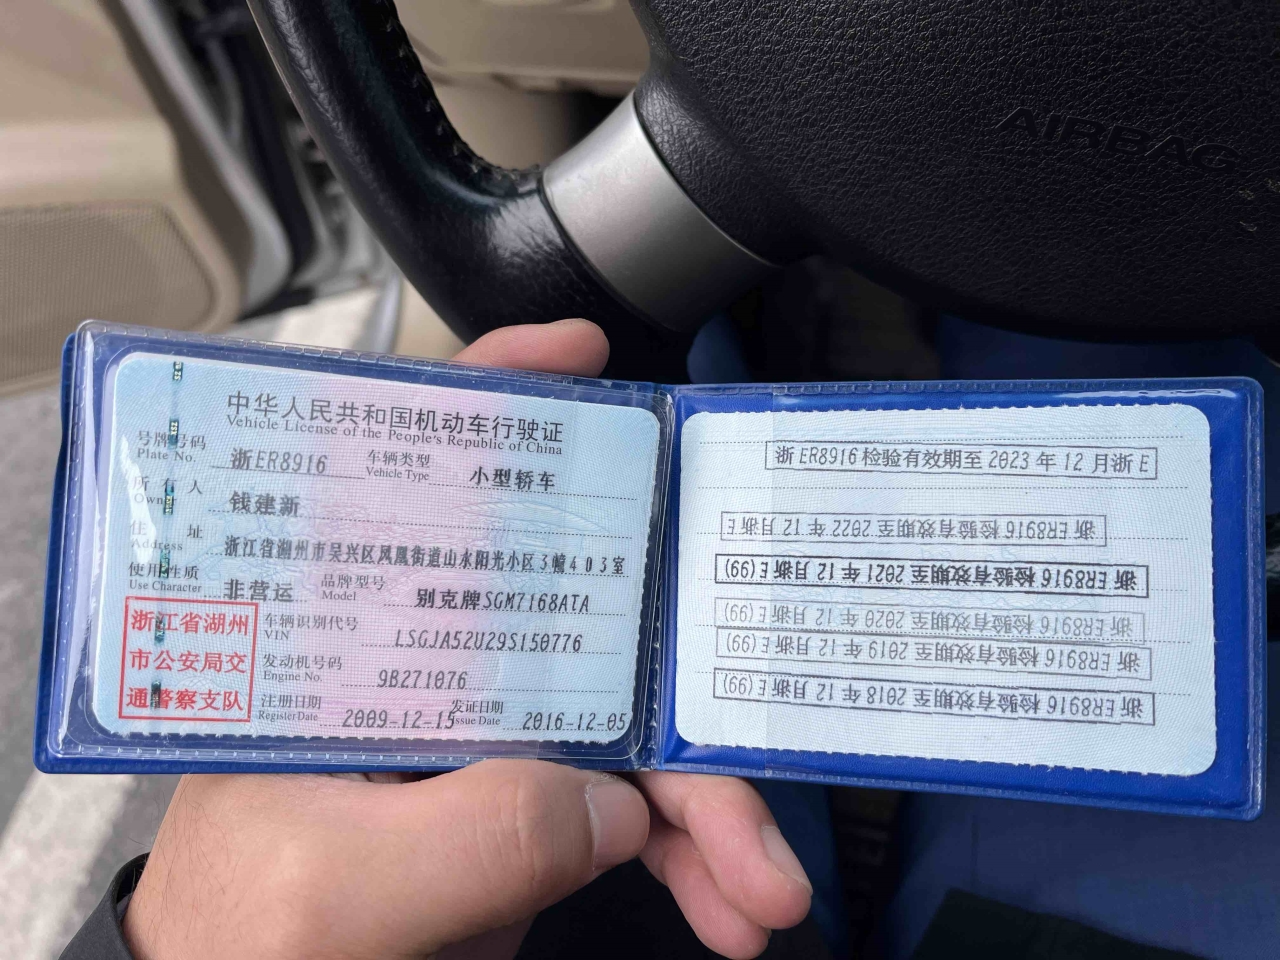 AIRBAG
中华人民共和国机动车行驶证
Vehicle License of the People's Republic of China
号牌号码 浙ER8916 车辆类型 小型轿车
Plate No. Vehicle Type
所有人 钱建新
Owner
住址 浙江省湖州市吴兴区凤凰街道山水阳光小区3幢403室
Address
使用性质 非营运 品牌型号 别克牌SGM7168ATA
Use Character Model
浙江省湖州
市公安局交
通警察支队
车辆识别代号 LSGJA52U29S150776
VIN
发动机号码 9B271076
Engine No.
注册日期 2009-12-15 发证日期 2016-12-05
Register Date Issue Date
浙ER8916检验有效期至2023年12月浙E
浙ER8916检验有效期至2022年12月浙E
浙ER8916检验有效期至2021年12月浙E(99)
浙ER8916检验有效期至2020年12月浙E(99)
浙ER8916检验有效期至2019年12月浙E(99)
浙ER8916检验有效期至2018年12月浙E(99)